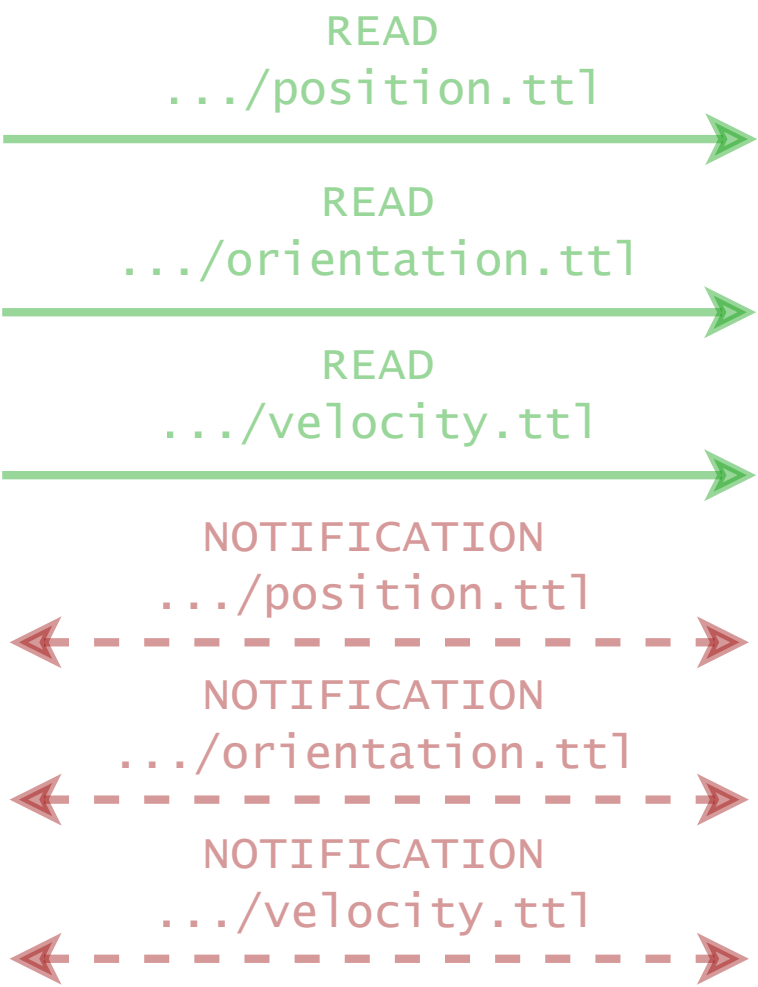 READ
.../position.ttl
READ
.../orientation.ttl
READ
.../velocity.ttl
NOTIFICATION
.../position.ttl
NOTIFICATION
.../orientation.ttl
NOTIFICATION
.../velocity.ttl